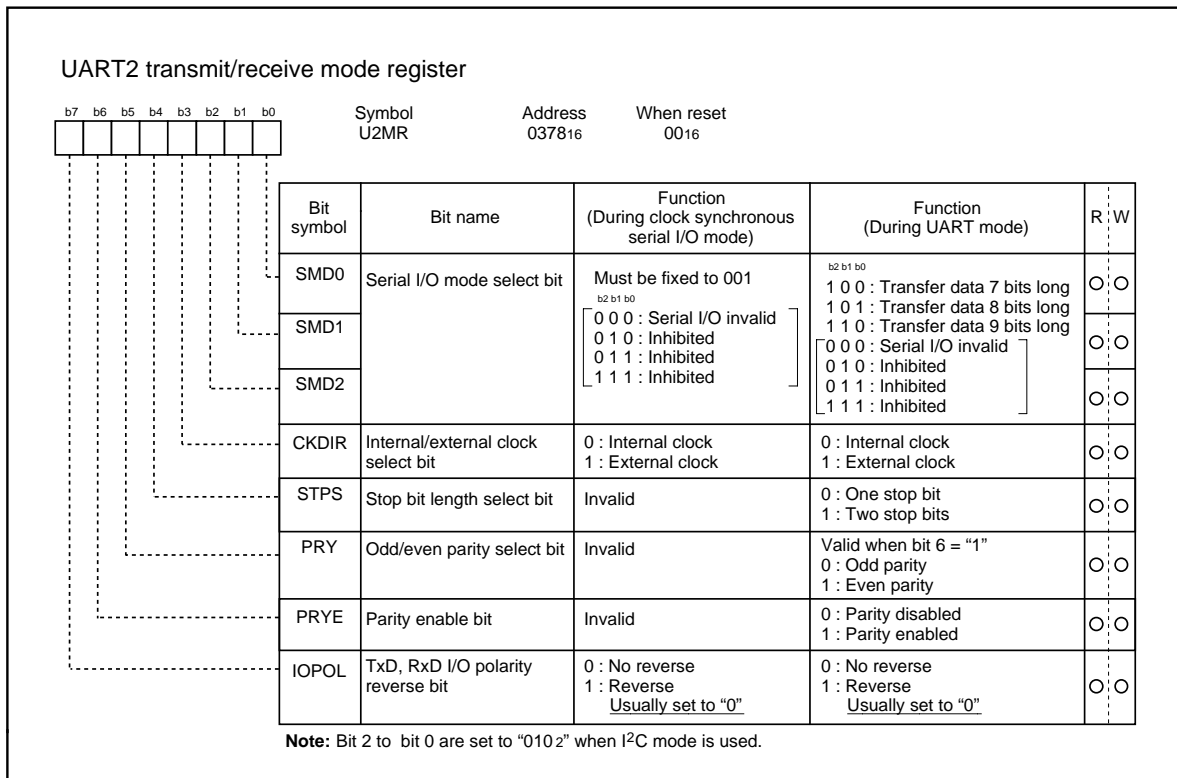 UART2 transmit/receive mode register
b7 b6 b5 b4 b3 b2 b1 b0
Symbol Address When reset
U2MR 037816 0016
Bit symbol
Bit name
Function
(During clock synchronous
serial I/O mode)
Function
(During UART mode)
R W
SMD0
SMD1
SMD2
Serial I/O mode select bit
Must be fixed to 001
b2 b1 b0
0 0 0 : Serial I/O invalid
0 1 0 : Inhibited
0 1 1 : Inhibited
1 1 1 : Inhibited
b2 b1 b0
1 0 0 : Transfer data 7 bits long
1 0 1 : Transfer data 8 bits long
1 1 0 : Transfer data 9 bits long
0 0 0 : Serial I/O invalid
0 1 0 : Inhibited
0 1 1 : Inhibited
1 1 1 : Inhibited
CKDIR
Internal/external clock
select bit
0 : Internal clock
1 : External clock
0 : Internal clock
1 : External clock
STPS
Stop bit length select bit
Invalid
0 : One stop bit
1 : Two stop bits
PRY
Odd/even parity select bit
Invalid
Valid when bit 6 = “1”
0 : Odd parity
1 : Even parity
PRYE
Parity enable bit
Invalid
0 : Parity disabled
1 : Parity enabled
IOPOL
TxD, RxD I/O polarity
reverse bit
0 : No reverse
1 : Reverse
Usually set to “0”
0 : No reverse
1 : Reverse
Usually set to “0”
Note: Bit 2 to bit 0 are set to “0102” when I2C mode is used.